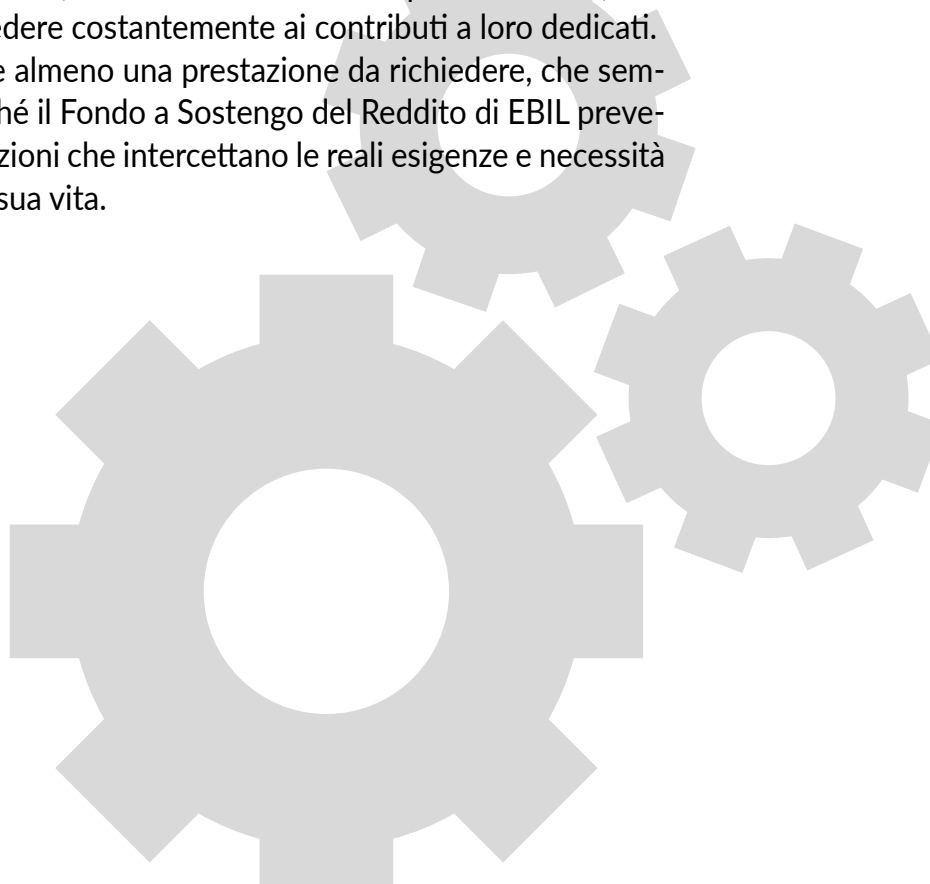 edere costantemente ai contributi a loro dedicati.
e almeno una prestazione da richiedere, che sem-
hé il Fondo a Sostengo del Reddito di EBIL preve-
zioni che intercettano le reali esigenze e necessità
sua vita.